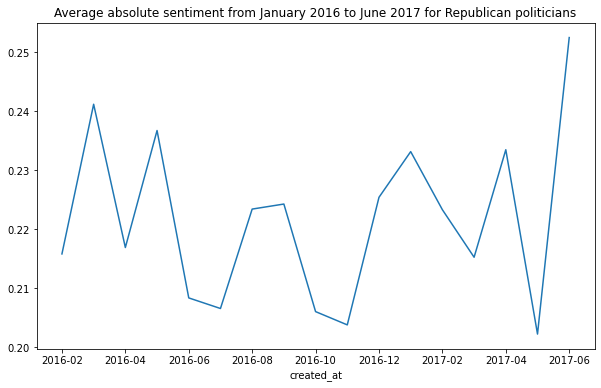 Average absolute sentiment from January 2016 to June 2017 for Republican politicians
0.25
0.24
0.23
0.22
0.21
0.20
2016-02 2016-04 2016-06 2016-08 2016-10 2016-12 2017-02 2017-04 2017-06
created_at